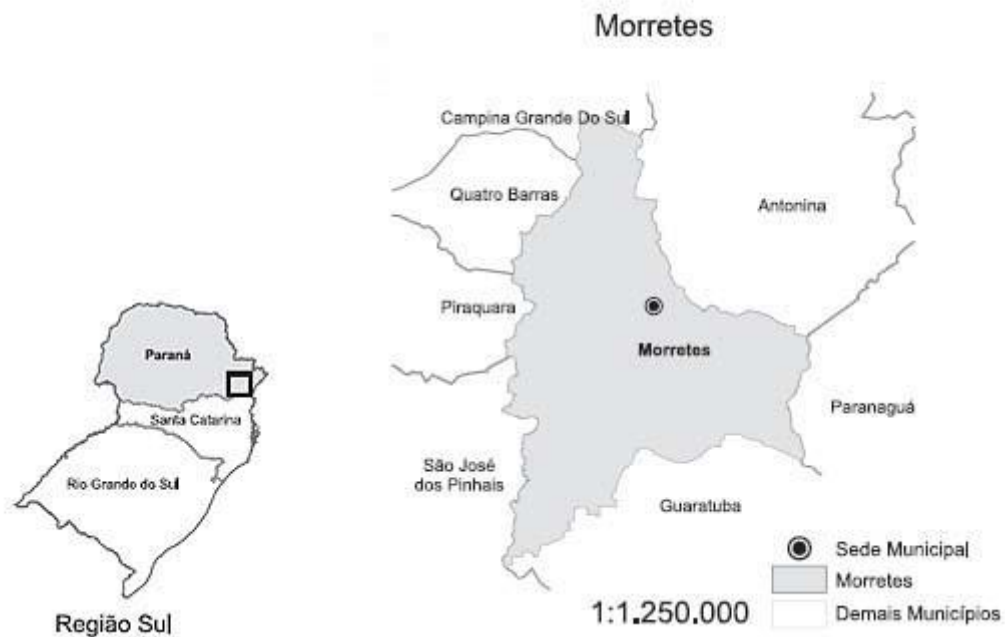 Morretes
Campina Grande Do Sul
Quatro Barras
Antonina
Piraquara
Morretes
Paraná
Paranaguá
Santa Catarina
São José
dos Pinhais
Rio Grande do Sul
Guaratuba
Sede Municipal
Morretes
1:1.250.000
Demais Municípios
Região Sul